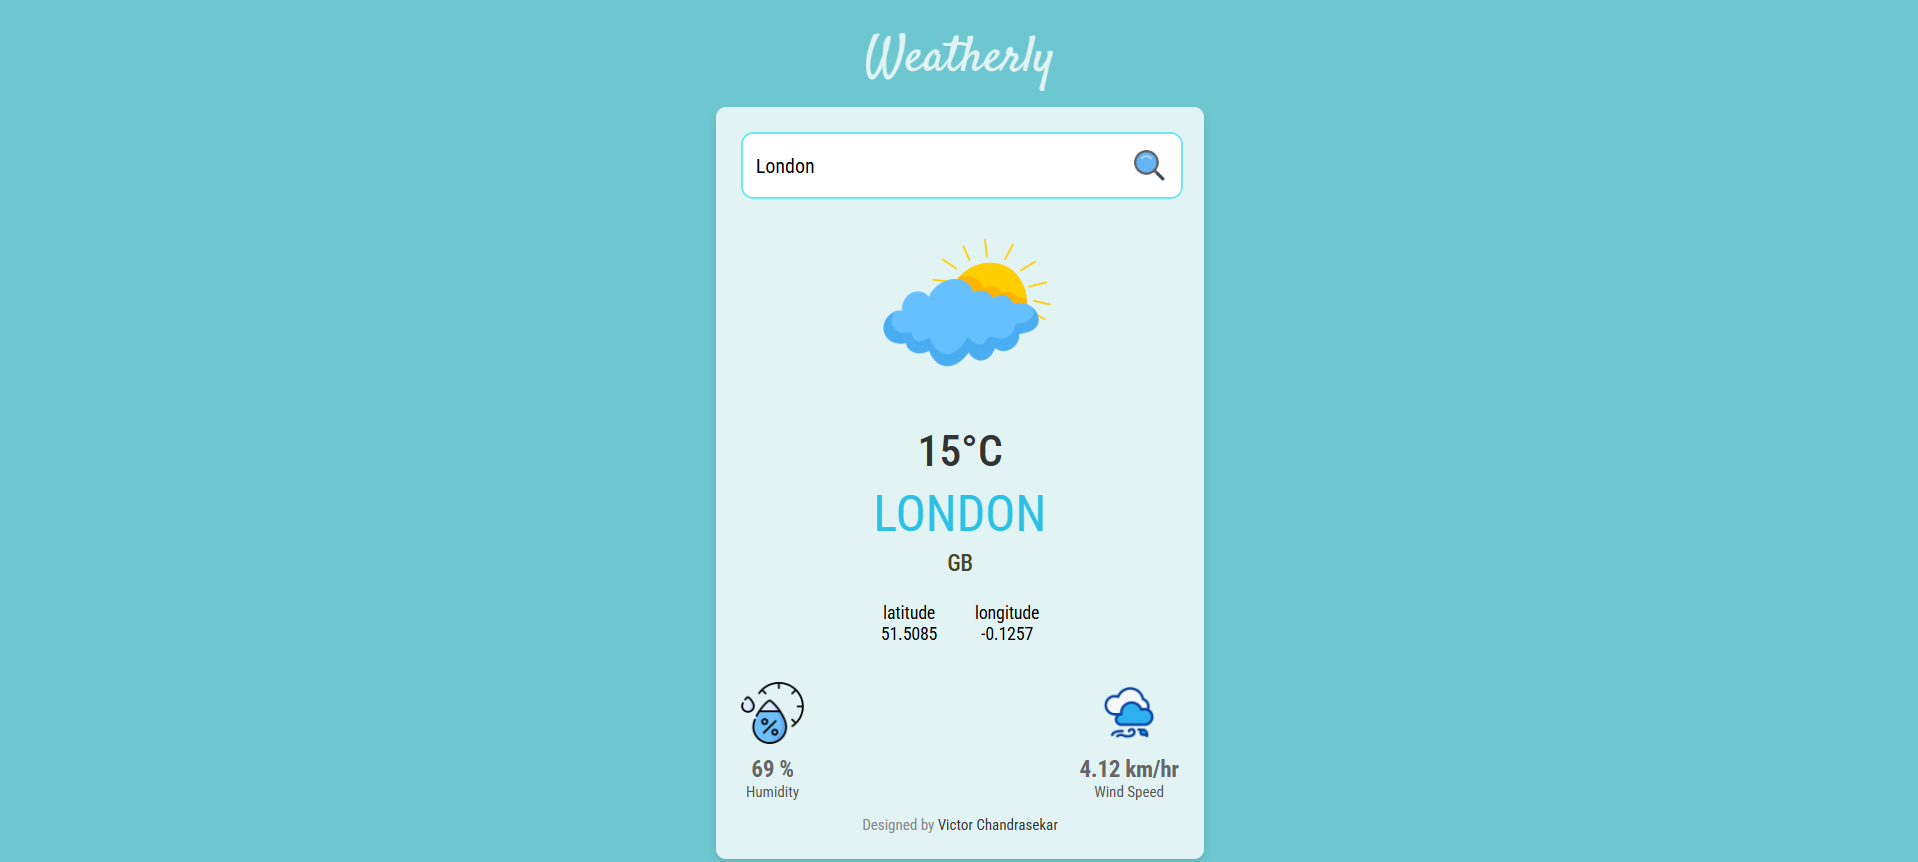 Weatherly
London
15°C
LONDON
GB
latitude longitude
51.5085 -0.1257
%
69 % 4.12 km/hr
Humidity Wind Speed
Designed by Victor Chandrasekar